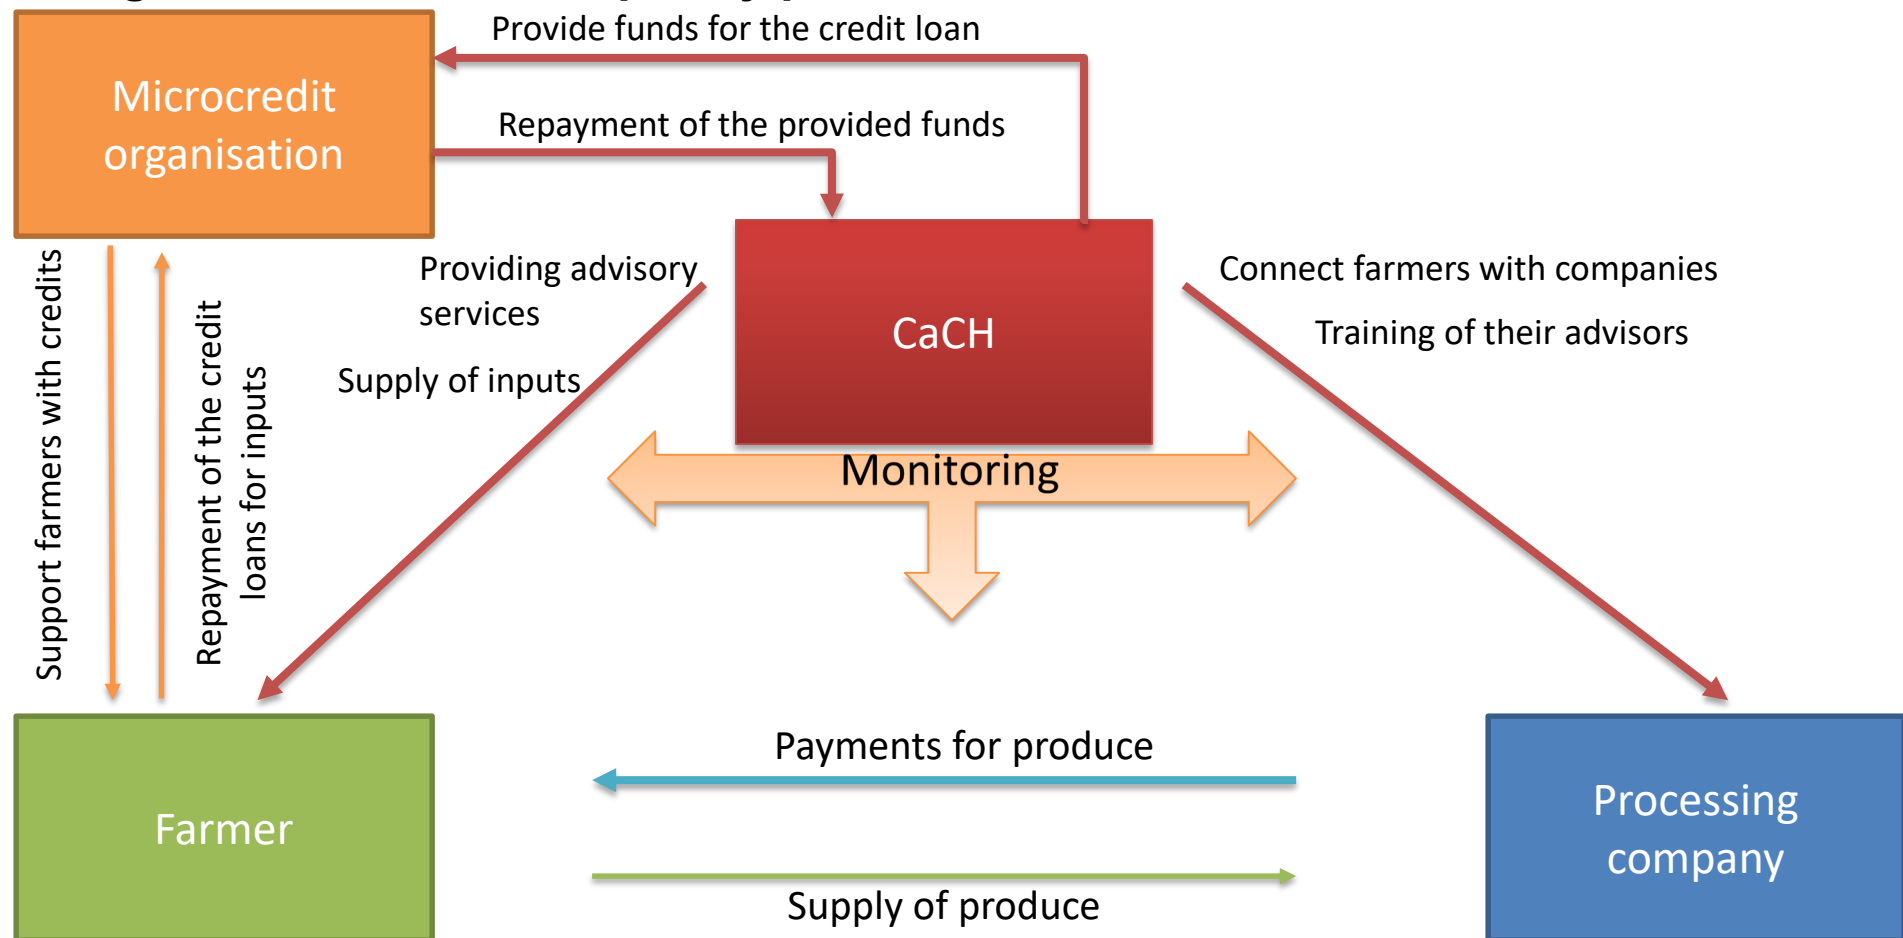 Provide funds for the credit loan
Microcredit
organisation
Repayment of the provided funds
Providing advisory
services
Supply of inputs
CaCH
Connect farmers with companies
Training of their advisors
Support farmers with credits
Repayment of the credit
loans for inputs
Monitoring
Payments for produce
Farmer
Processing
company
Supply of produce